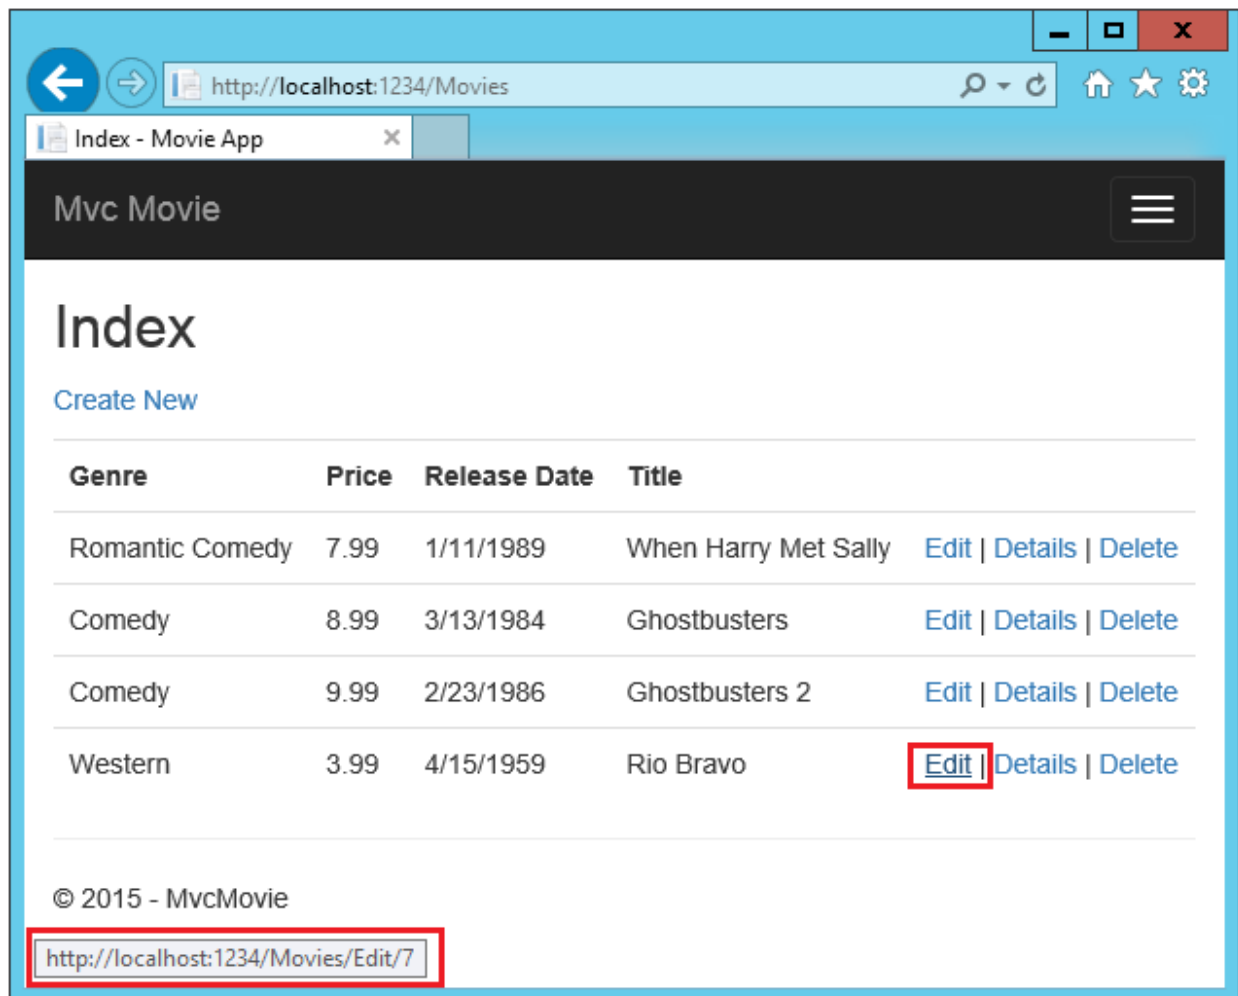 http://localhost:1234/Movies
Index - Movie App
Mvc Movie
Index
Create New
Genre Price Release Date Title
Romantic Comedy 7.99 1/11/1989 When Harry Met Sally Edit | Details | Delete
Comedy 8.99 3/13/1984 Ghostbusters Edit | Details | Delete
Comedy 9.99 2/23/1986 Ghostbusters 2 Edit | Details | Delete
Western 3.99 4/15/1959 Rio Bravo Edit | Details | Delete
© 2015 - MvcMovie
http://localhost:1234/Movies/Edit/7